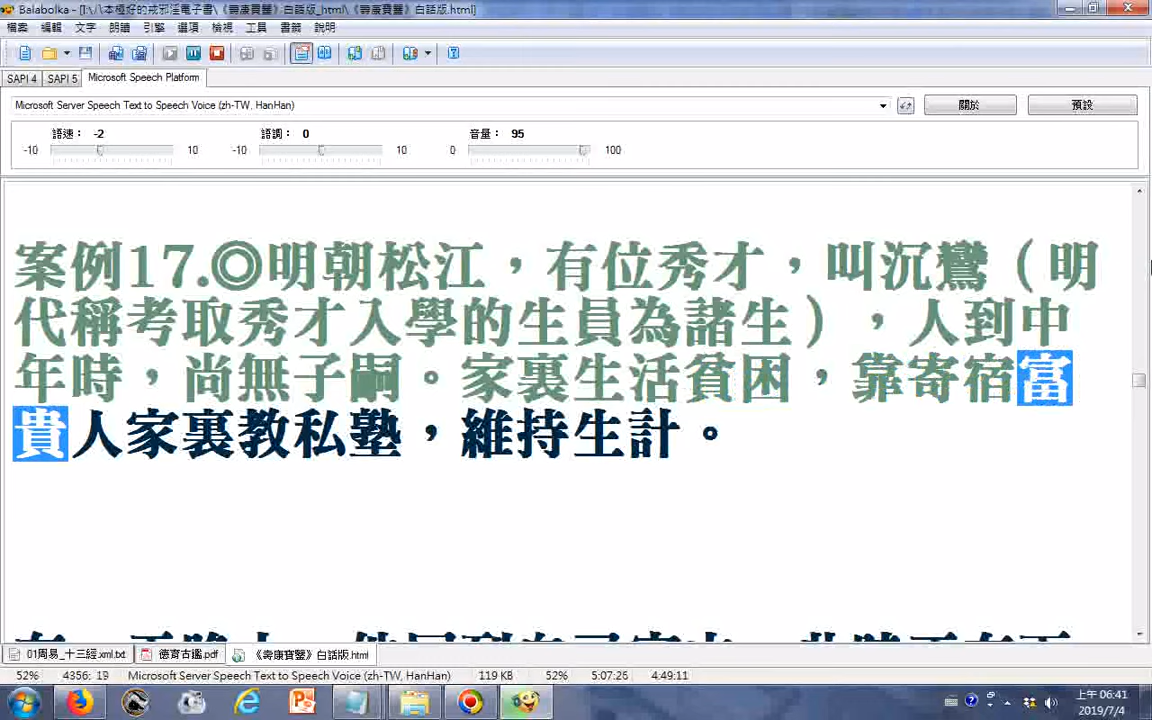 Balabolka - [I:\八本極好的戒邪淫電子書\《壽康寶鑒》白話版_html\《壽康寶鑒》白話版.html]
檔案 編輯 文字 朗讀 引擎 選項 檢視 工具 書籤 說明
SAPI 4 SAPI 5 Microsoft Speech Platform
Microsoft Server Speech Text to Speech Voice (zh-TW, HanHan) 關於 預設
語速： -2 語調： 0 音量： 95
-10 10 -10 10 0 100
案例17.◎明朝松江，有位秀才，叫沉鸞（明
代稱考取秀才入學的生員為諸生），人到中
年時，尚無子嗣。家裏生活貧困，靠寄宿富
貴人家裏教私塾，維持生計。
01周易_十三經.xml.txt 德育古鑑.pdf 《壽康寶鑒》白話版.html
52% 4356: 19 Microsoft Server Speech Text to Speech Voice (zh-TW, HanHan) 119 KB 52% 5:07:26 4:49:11
上午 06:41
2019/7/4